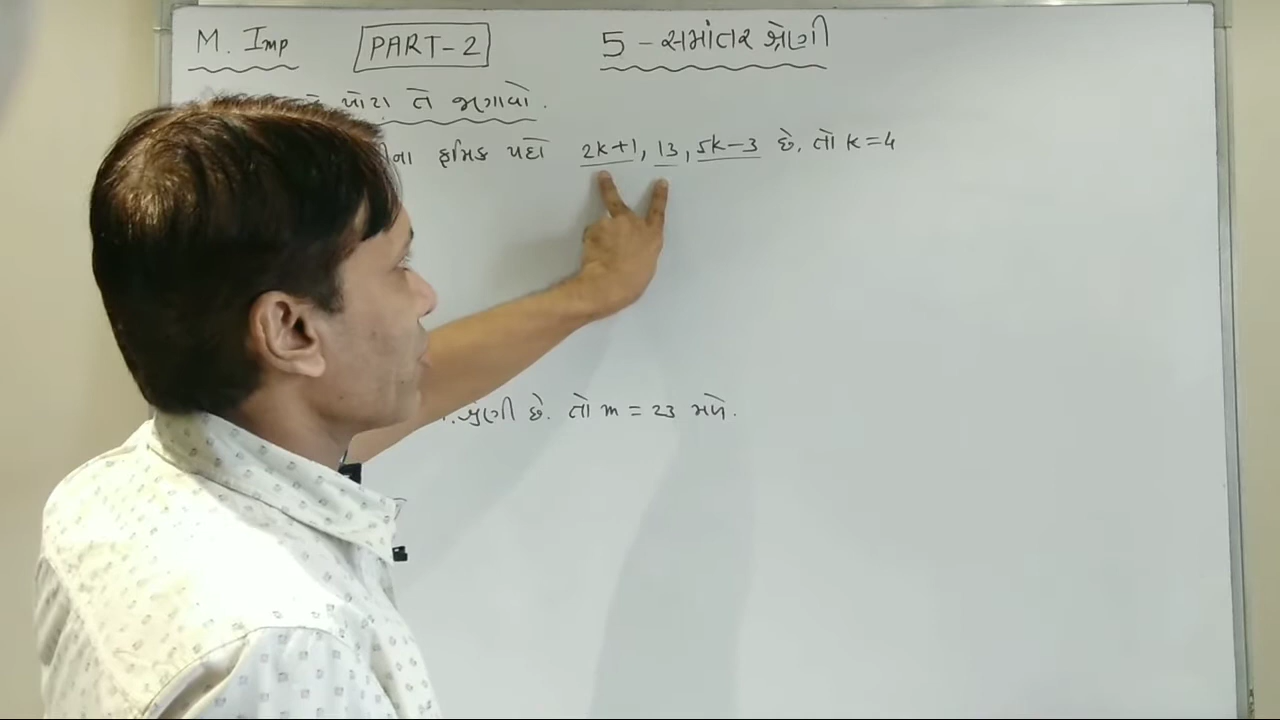 M. Imp PART-2 5 - સમાંતર શ્રેણી
ખોટા તે જણાવો.
ક્રમિક પદો 2k+1, 13, 5k-3 છે. તો k=4
શ્રેણી છે. તો m = 23 મળે.